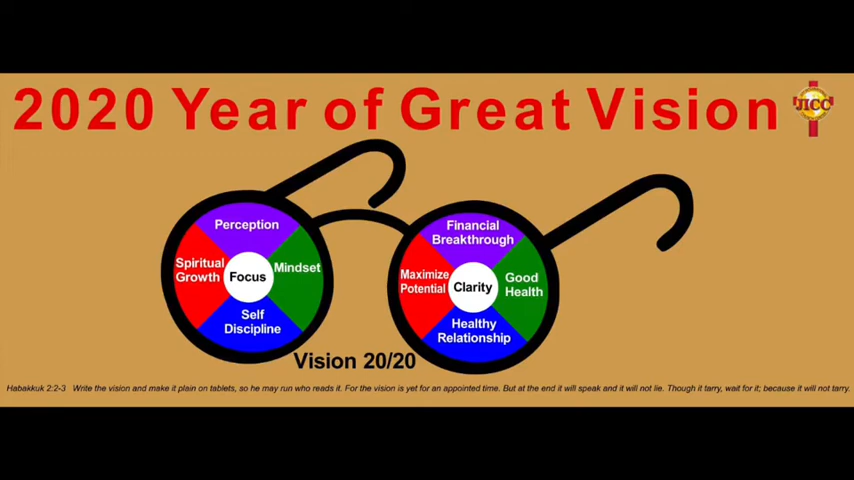 2020 Year of Great Vision
JICC
Perception
Spiritual
Growth
Focus
Mindset
Self
Discipline
Financial
Breakthrough
Maximize
Potential
Clarity
Good
Health
Healthy
Relationship
Vision 20/20
Habakkuk 2:2-3 Write the vision and make it plain on tablets, so he may run who reads it. For the vision is yet for an appointed time. But at the end it will speak and it will not lie. Though it tarry, wait for it; because it will not tarry.